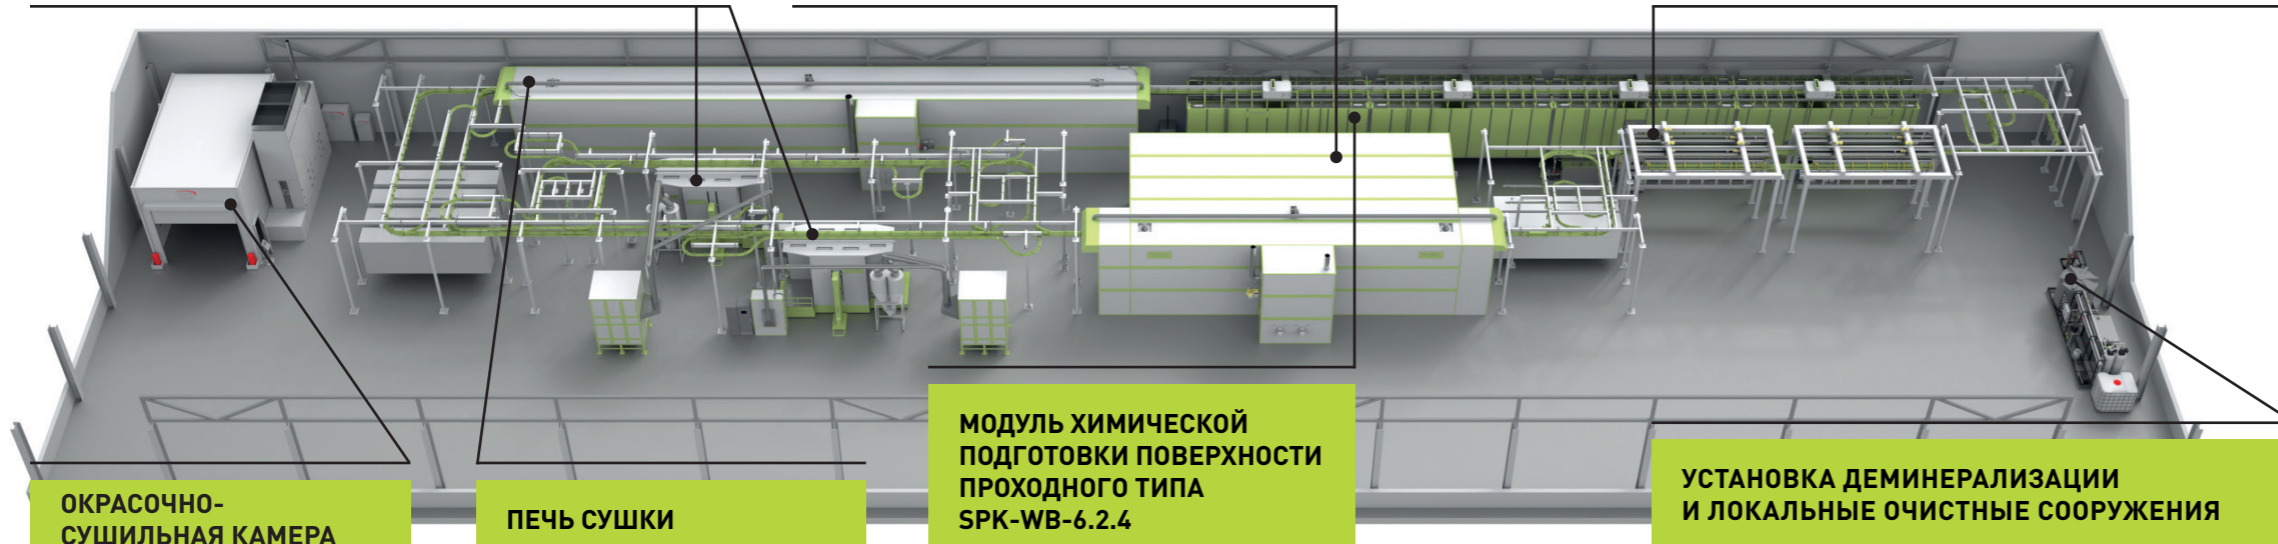 ОКРАСОЧНО-
СУШИЛЬНАЯ КАМЕРА
ПЕЧЬ СУШКИ
МОДУЛЬ ХИМИЧЕСКОЙ
ПОДГОТОВКИ ПОВЕРХНОСТИ
ПРОХОДНОГО ТИПА
SPK-WB-6.2.4
УСТАНОВКА ДЕМИНЕРАЛИЗАЦИИ
И ЛОКАЛЬНЫЕ ОЧИСТНЫЕ СООРУЖЕНИЯ